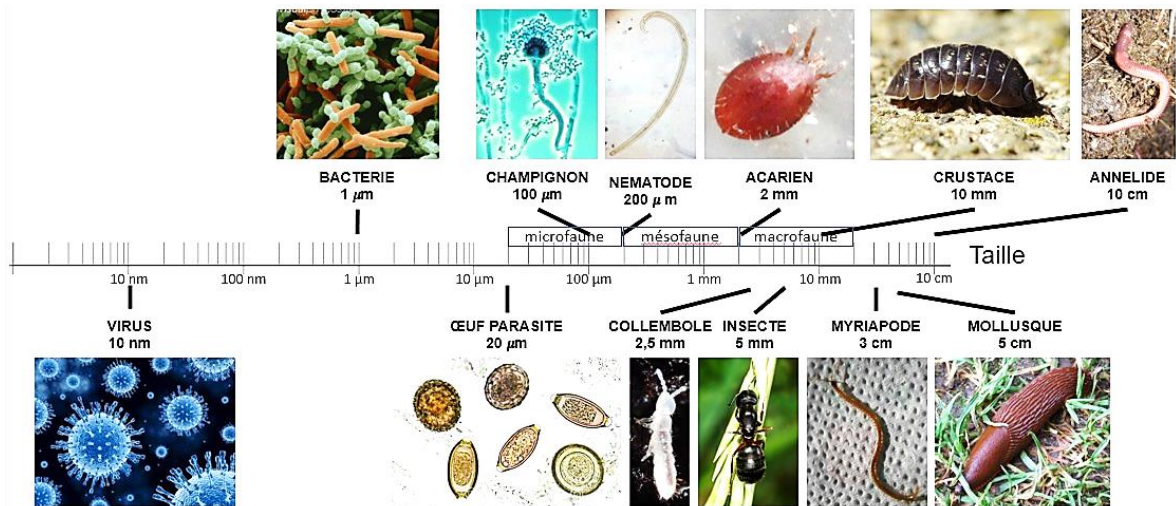 BACTERIE
1 µm
CHAMPIGNON
100 µm
NEMATODE
200 µ m
ACARIEN
2 mm
CRUSTACE
10 mm
ANNELIDE
10 cm
microfaune
mésofaune
macrofaune
Taille
10 nm
100 nm
1 µm
10 µm
100 µm
1 mm
10 mm
10 cm
VIRUS
10 nm
ŒUF PARASITE
20 µm
COLLEMBOLE
2,5 mm
INSECTE
5 mm
MYRIAPODE
3 cm
MOLLUSQUE
5 cm